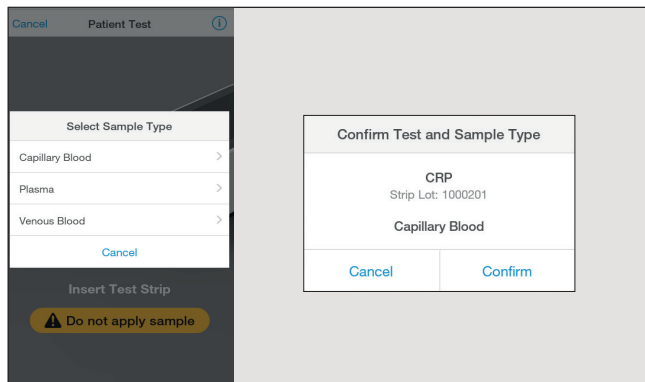 Cancel Patient Test i
Select Sample Type
Capillary Blood
Plasma
Venous Blood
Cancel
Insert Test Strip
Do not apply sample
Confirm Test and Sample Type
CRP
Strip Lot: 1000201
Capillary Blood
Cancel Confirm